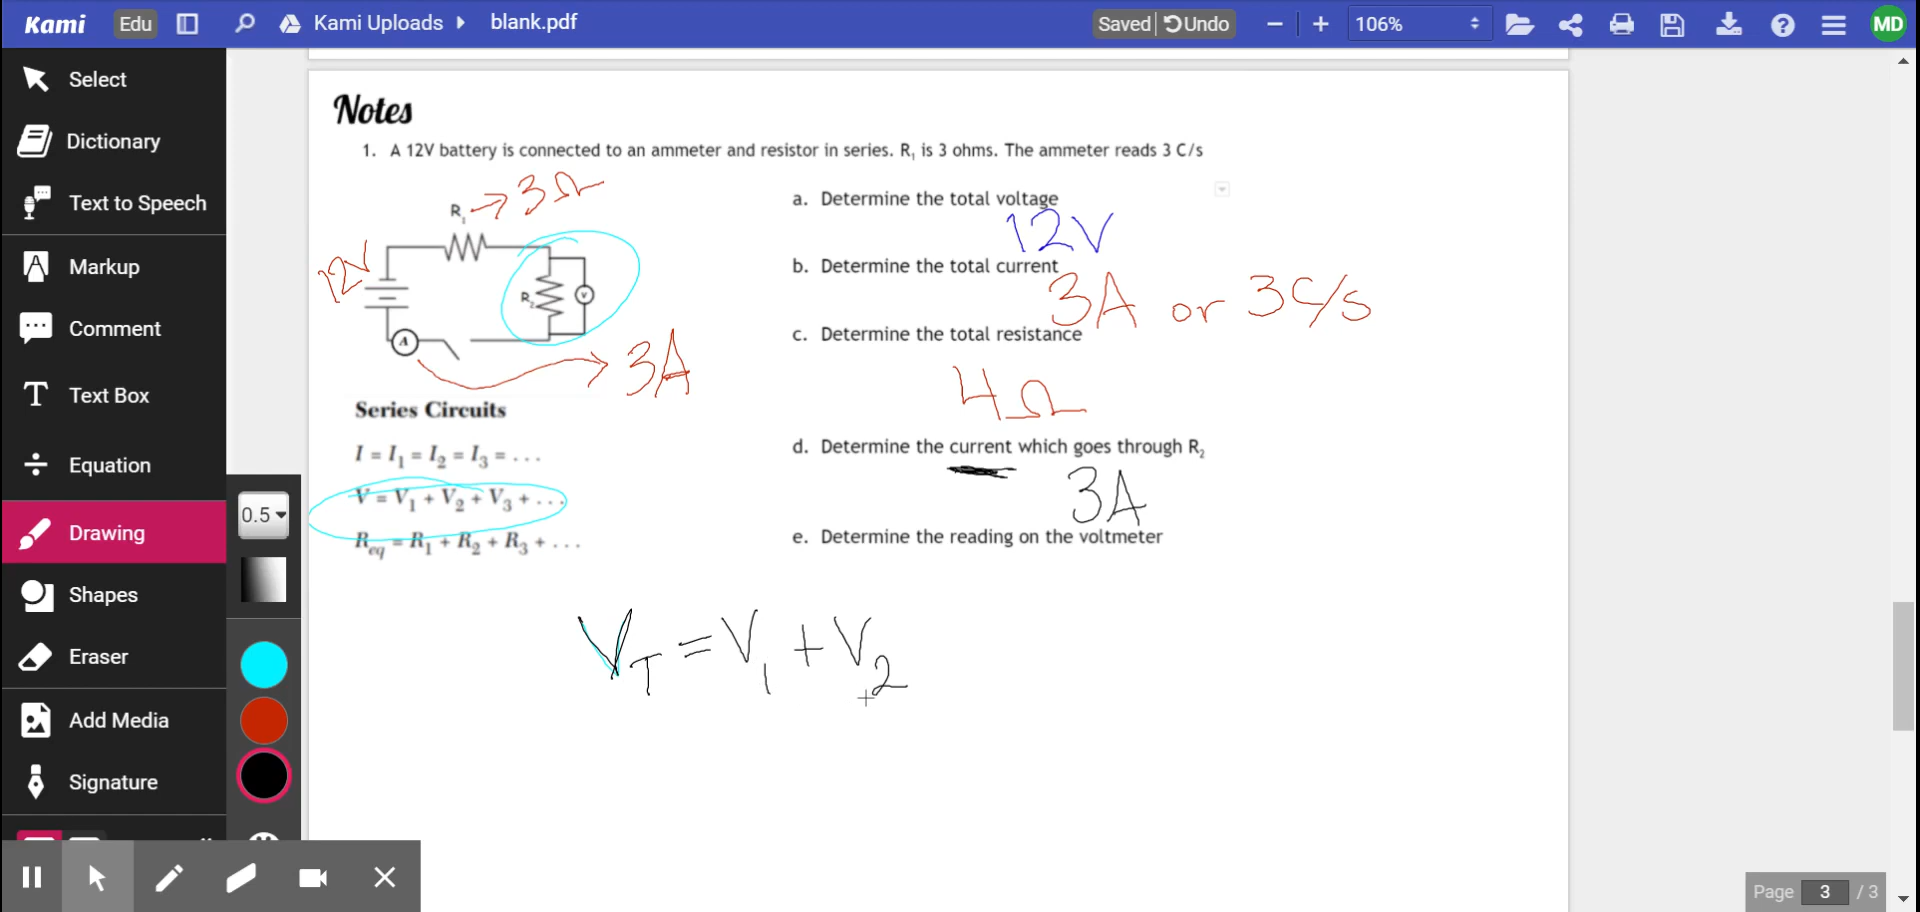 Kami Edu Kami Uploads blank.pdf Saved Undo 106% MD
Select
Dictionary
Text to Speech
Markup
Comment
Text Box
Equation
Drawing
Shapes
Eraser
Add Media
Signature
0.5
Notes
1. A 12V battery is connected to an ammeter and resistor in series. R₁ is 3 ohms. The ammeter reads 3 C/s
R₁ → 3Ω
12V
R₂ V
A
3A
a. Determine the total voltage
12V
b. Determine the total current
3A or 3C/s
c. Determine the total resistance
4Ω
d. Determine the current which goes through R₂
3A
e. Determine the reading on the voltmeter
Series Circuits
I = I₁ = I₂ = I₃ = . . .
V = V₁ + V₂ + V₃ + . . .
R_eq = R₁ + R₂ + R₃ + . . .
V_T = V₁ + V₂
Page 3 / 3